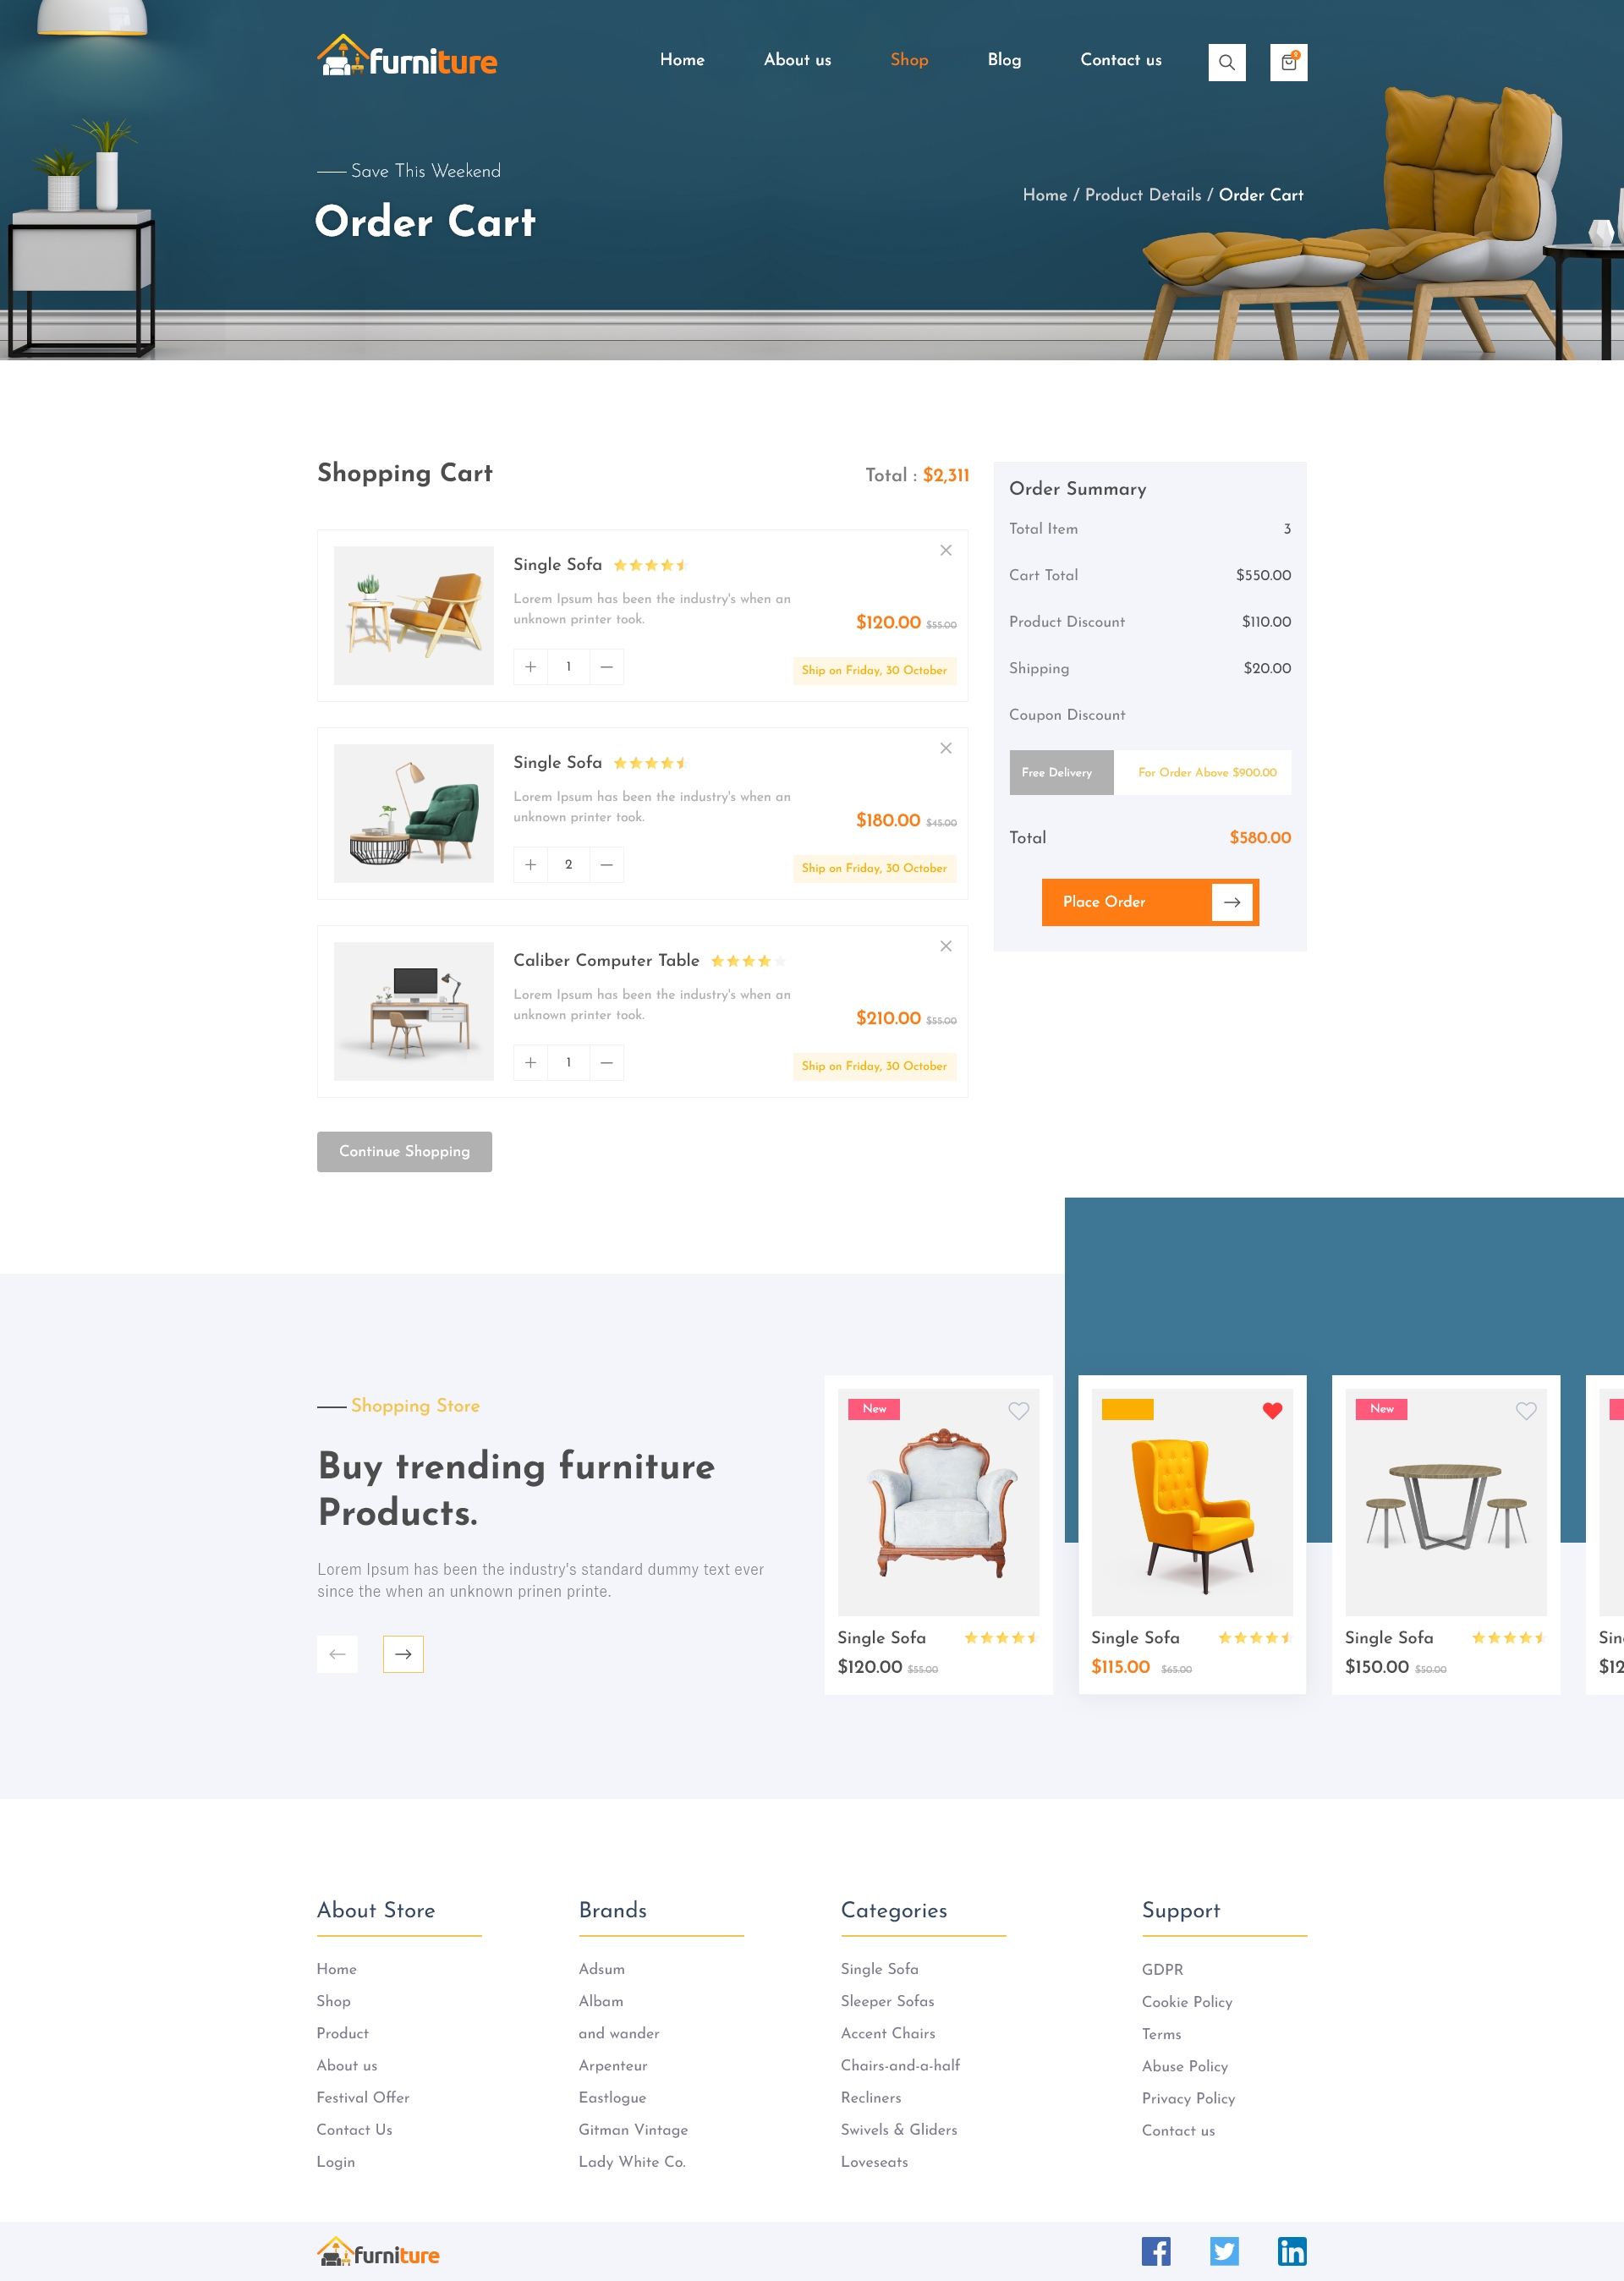 furniture
Home
About us
Shop
Blog
Contact us
Save This Weekend
Order Cart
Home / Product Details / Order Cart
Shopping Cart
Total : $2,311
Single Sofa
Lorem Ipsum has been the industry's when an
unknown printer took.
$120.00 $55.00
1
Ship on Friday, 30 October
Single Sofa
Lorem Ipsum has been the industry's when an
unknown printer took.
$180.00 $45.00
2
Ship on Friday, 30 October
Caliber Computer Table
Lorem Ipsum has been the industry's when an
unknown printer took.
$210.00 $55.00
1
Ship on Friday, 30 October
Continue Shopping
Order Summary
Total Item 3
Cart Total $550.00
Product Discount $110.00
Shipping $20.00
Coupon Discount
Free Delivery For Order Above $900.00
Total $580.00
Place Order
Shopping Store
Buy trending furniture
Products.
Lorem Ipsum has been the industry's standard dummy text ever
since the when an unknown prinen printe.
New
Single Sofa
$120.00 $55.00
Single Sofa
$115.00 $65.00
New
Single Sofa
$150.00 $50.00
Sin
$12
About Store
Home
Shop
Product
About us
Festival Offer
Contact Us
Login
Brands
Adsum
Albam
and wander
Arpenteur
Eastlogue
Gitman Vintage
Lady White Co.
Categories
Single Sofa
Sleeper Sofas
Accent Chairs
Chairs-and-a-half
Recliners
Swivels & Gliders
Loveseats
Support
GDPR
Cookie Policy
Terms
Abuse Policy
Privacy Policy
Contact us
furniture